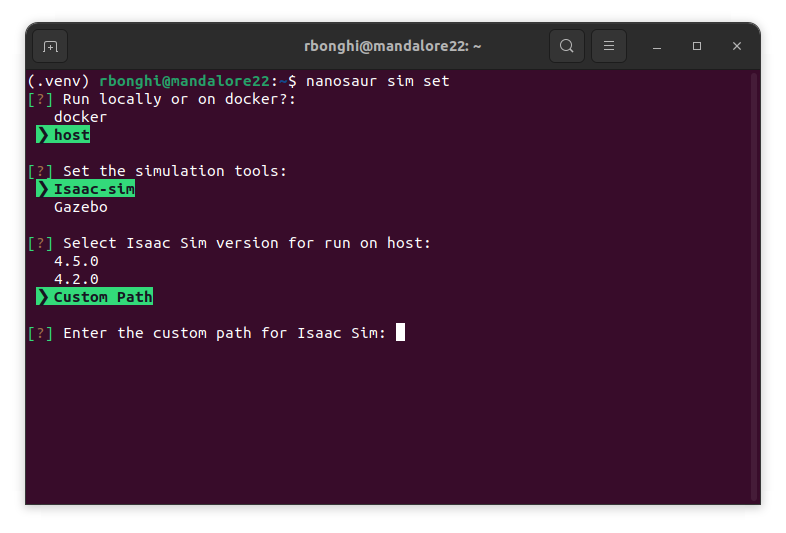 rbonghi@mandalore22: ~
(.venv) rbonghi@mandalore22:~$ nanosaur sim set
[?] Run locally or on docker?:
docker
❯ host
[?] Set the simulation tools:
❯ Isaac-sim
Gazebo
[?] Select Isaac Sim version for run on host:
4.5.0
4.2.0
❯ Custom Path
[?] Enter the custom path for Isaac Sim: